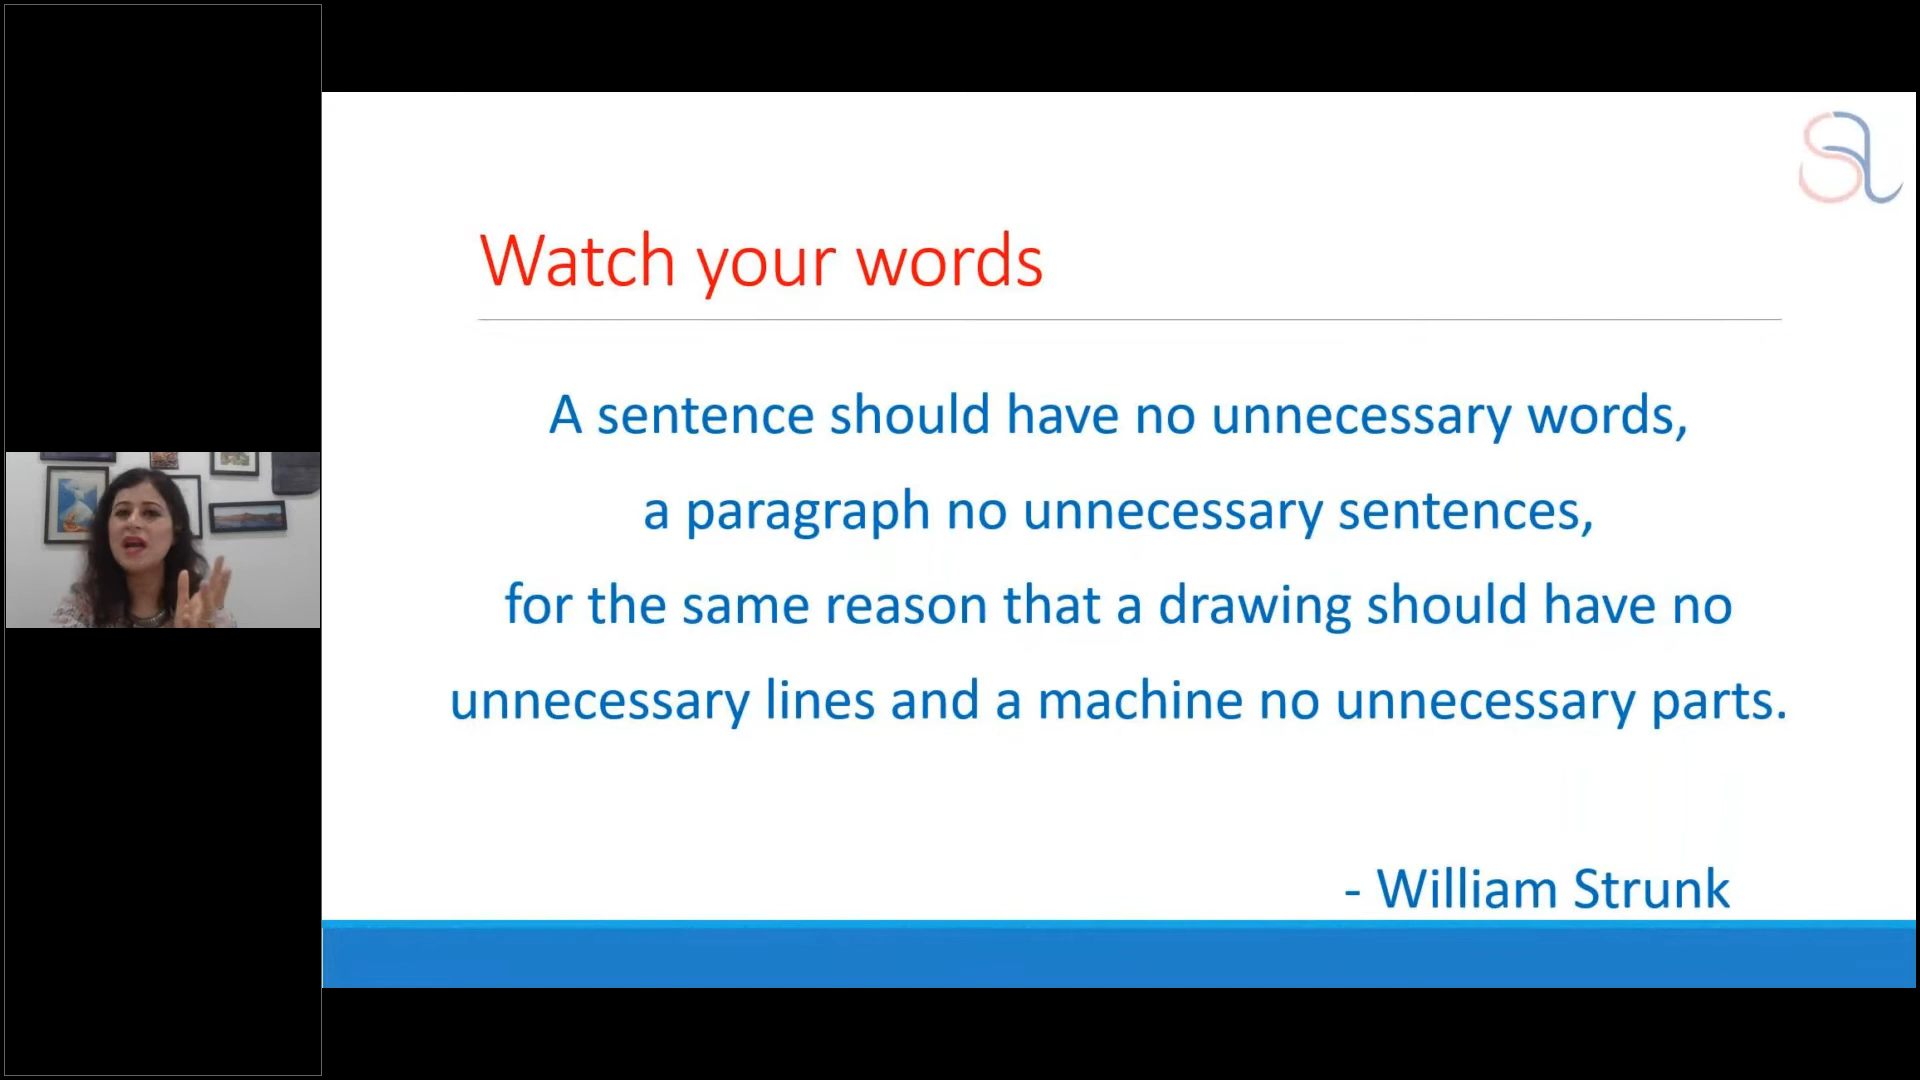 Watch your words
A sentence should have no unnecessary words,
a paragraph no unnecessary sentences,
for the same reason that a drawing should have no
unnecessary lines and a machine no unnecessary parts.
- William Strunk